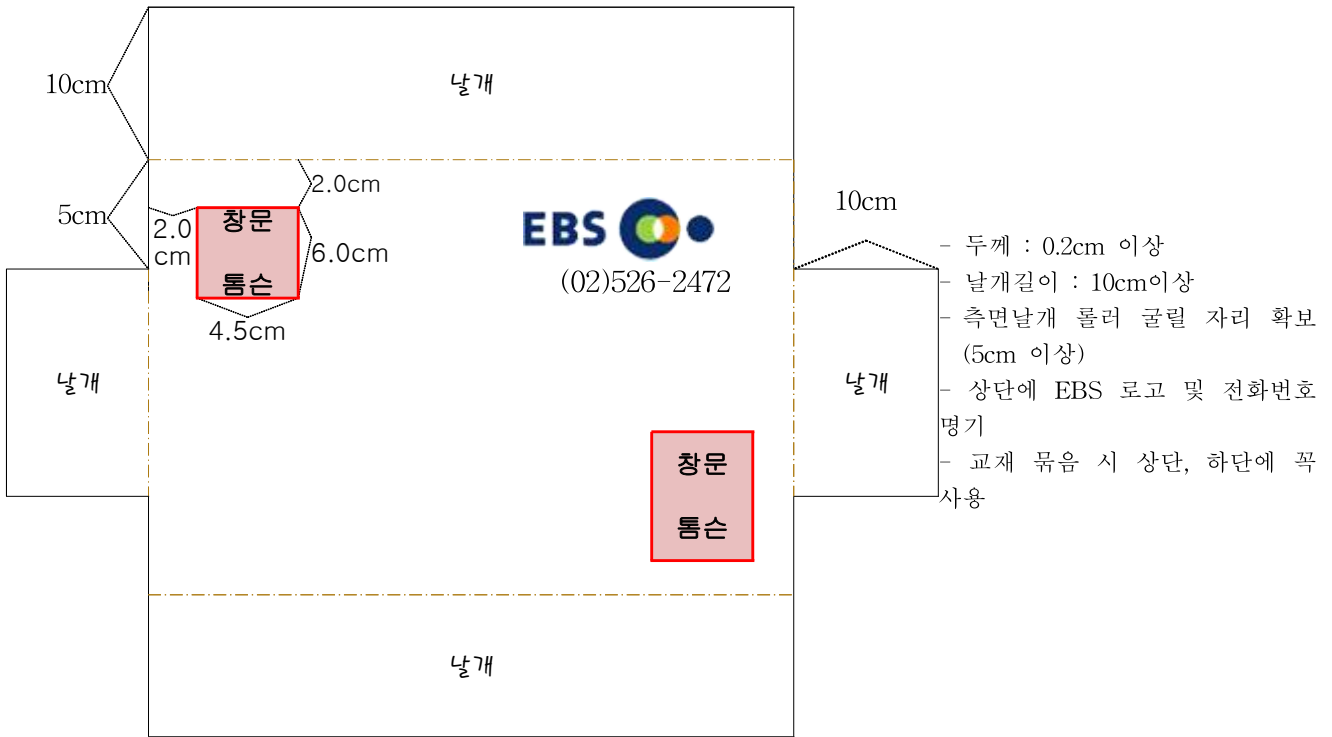 날개
10cm
2.0cm
5cm
2.0
cm
창문
톰슨
6.0cm
4.5cm
EBS
(02)526-2472
10cm
날개
날개
창문
톰슨
날개
- 두께 : 0.2cm 이상
- 날개길이 : 10cm이상
- 측면날개 롤러 굴릴 자리 확보
(5cm 이상)
- 상단에 EBS 로고 및 전화번호
명기
- 교재 묶음 시 상단, 하단에 꼭
사용